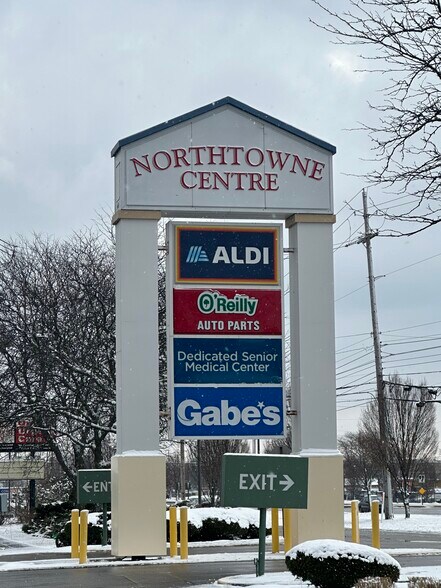 NORTHTOWNE
CENTRE
ALDI
O'Reilly
AUTO PARTS
Dedicated Senior
Medical Center
Gabe's
←ENT
EXIT→